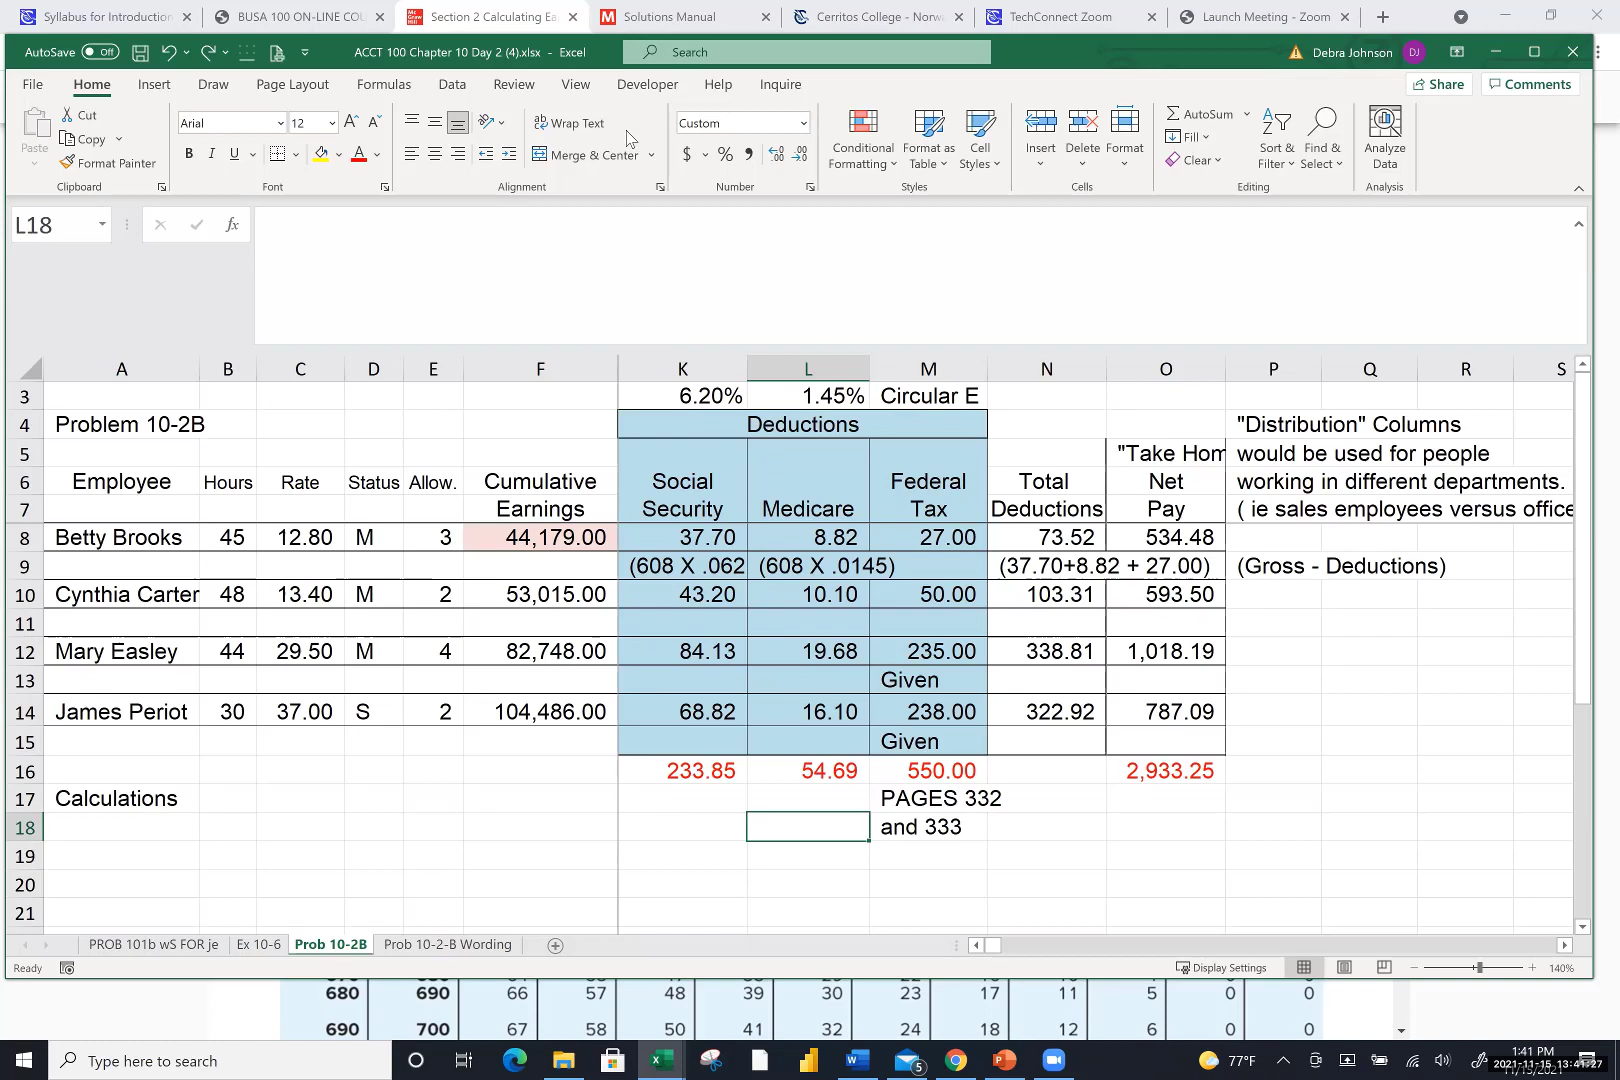 Syllabus for Introduction
BUSA 100 ON-LINE COU
Section 2 Calculating Ea
Solutions Manual
Cerritos College - Norw
TechConnect Zoom
Launch Meeting - Zoom
AutoSave Off
ACCT 100 Chapter 10 Day 2 (4).xlsx - Excel
Search
Debra Johnson DJ
File Home Insert Draw Page Layout Formulas Data Review View Developer Help Inquire
Share Comments
Paste
Cut
Copy
Format Painter
Clipboard
Arial 12
B I U
Font
Wrap Text
Merge & Center
Alignment
Custom
$ % ,
Number
Conditional Formatting
Format as Table
Cell Styles
Styles
Insert Delete Format
Cells
AutoSum
Fill
Clear
Sort & Filter
Find & Select
Editing
Analyze Data
Analysis
L18 fx
A B C D E F K L M N O P Q R S
3 6.20% 1.45% Circular E
4 Problem 10-2B Deductions "Distribution" Columns
5 "Take Hom would be used for people
6 Employee Hours Rate Status Allow. Cumulative Social Federal Total Net working in different departments.
7 Earnings Security Medicare Tax Deductions Pay ( ie sales employees versus office
8 Betty Brooks 45 12.80 M 3 44,179.00 37.70 8.82 27.00 73.52 534.48
9 (608 X .062 (608 X .0145) (37.70+8.82 + 27.00) (Gross - Deductions)
10 Cynthia Carter 48 13.40 M 2 53,015.00 43.20 10.10 50.00 103.31 593.50
11
12 Mary Easley 44 29.50 M 4 82,748.00 84.13 19.68 235.00 338.81 1,018.19
13 Given
14 James Periot 30 37.00 S 2 104,486.00 68.82 16.10 238.00 322.92 787.09
15 Given
16 233.85 54.69 550.00 2,933.25
17 Calculations PAGES 332
18 and 333
19
20
21
PROB 101b wS FOR je Ex 10-6 Prob 10-2B Prob 10-2-B Wording
Ready Display Settings 140%
680 690 66 57 48 39 30 23 17 11 5 0 0
690 700 67 58 50 41 32 24 18 12 6 0 0
Type here to search
5
77°F
1:41 PM
2021-11-15 13:41:27